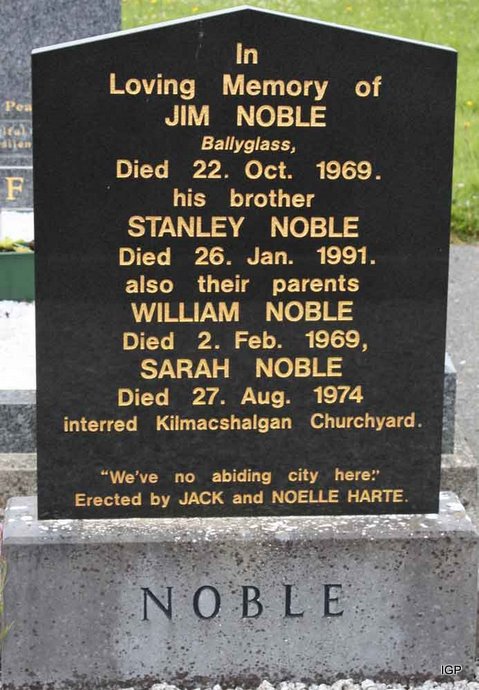 In
Loving Memory of
JIM NOBLE
Ballyglass,
Died 22. Oct. 1969.
his brother
STANLEY NOBLE
Died 26. Jan. 1991.
also their parents
WILLIAM NOBLE
Died 2. Feb. 1969,
SARAH NOBLE
Died 27. Aug. 1974
interred Kilmacshalgan Churchyard.
"We've no abiding city here."
Erected by JACK and NOELLE HARTE.
NOBLE
F
IGP